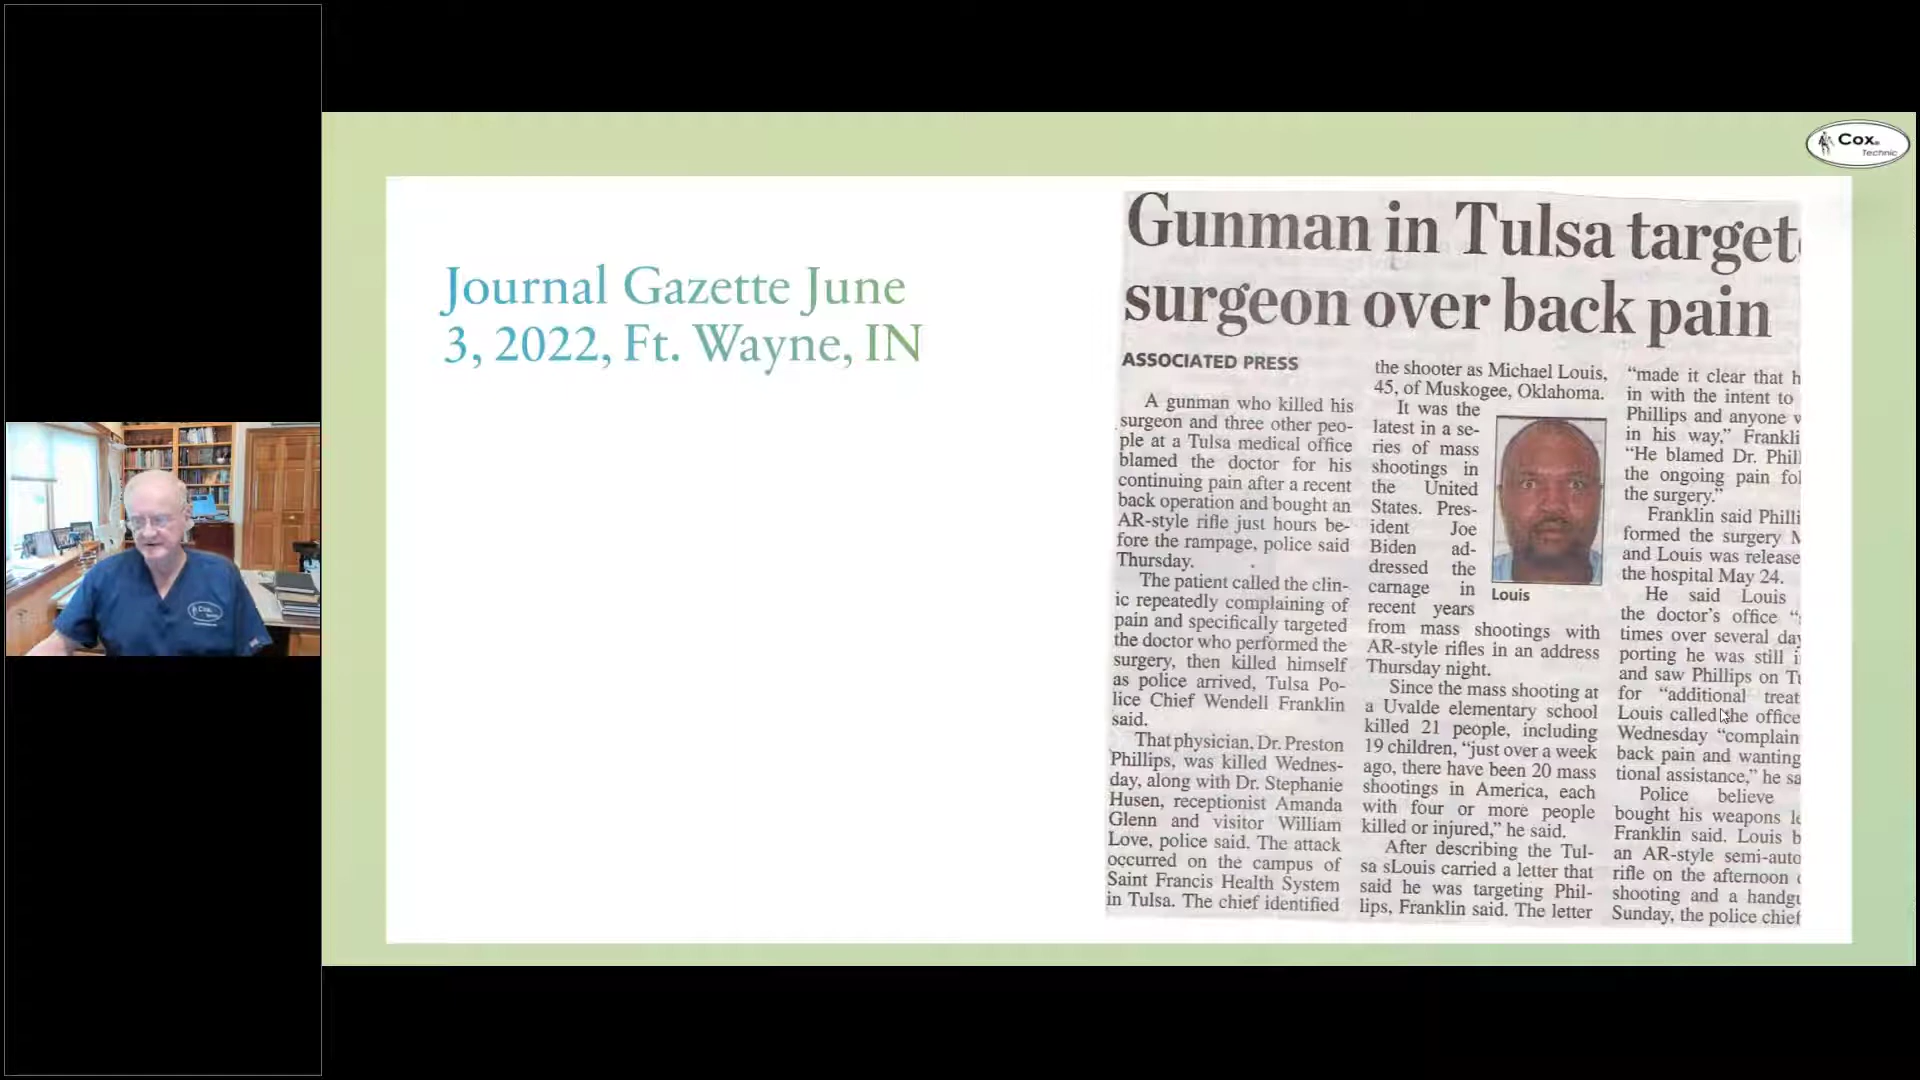 Cox®
Technic
Journal Gazette June
3, 2022, Ft. Wayne, IN
Gunman in Tulsa target
surgeon over back pain
ASSOCIATED PRESS
A gunman who killed his
surgeon and three other peo-
ple at a Tulsa medical office
blamed the doctor for his
continuing pain after a recent
back operation and bought an
AR-style rifle just hours be-
fore the rampage, police said
Thursday.
The patient called the clin-
ic repeatedly complaining of
pain and specifically targeted
the doctor who performed the
surgery, then killed himself
as police arrived, Tulsa Po-
lice Chief Wendell Franklin
said.
That physician, Dr. Preston
Phillips, was killed Wednes-
day, along with Dr. Stephanie
Husen, receptionist Amanda
Glenn and visitor William
Love, police said. The attack
occurred on the campus of
Saint Francis Health System
in Tulsa. The chief identified
the shooter as Michael Louis,
45, of Muskogee, Oklahoma.
It was the
latest in a se-
ries of mass
shootings in
the United
States. Pres-
ident Joe
Biden ad-
dressed the
carnage in
recent years
from mass shootings with
AR-style rifles in an address
Thursday night.
Since the mass shooting at
a Uvalde elementary school
killed 21 people, including
19 children, “just over a week
ago, there have been 20 mass
shootings in America, each
with four or more people
killed or injured,” he said.
After describing the Tul-
sa sLouis carried a letter that
said he was targeting Phil-
lips, Franklin said. The letter
Louis
“made it clear that h
in with the intent to
Phillips and anyone w
in his way,” Frankli
“He blamed Dr. Phil
the ongoing pain fol
the surgery.”
Franklin said Philli
formed the surgery M
and Louis was release
the hospital May 24.
He said Louis
the doctor’s office “
times over several day
porting he was still i
and saw Phillips on Tu
for “additional treat
Louis called the office
Wednesday “complain
back pain and wanting
tional assistance,” he sa
Police believe
bought his weapons le
Franklin said. Louis b
an AR-style semi-auto
rifle on the afternoon
shooting and a handgu
Sunday, the police chief
Cox